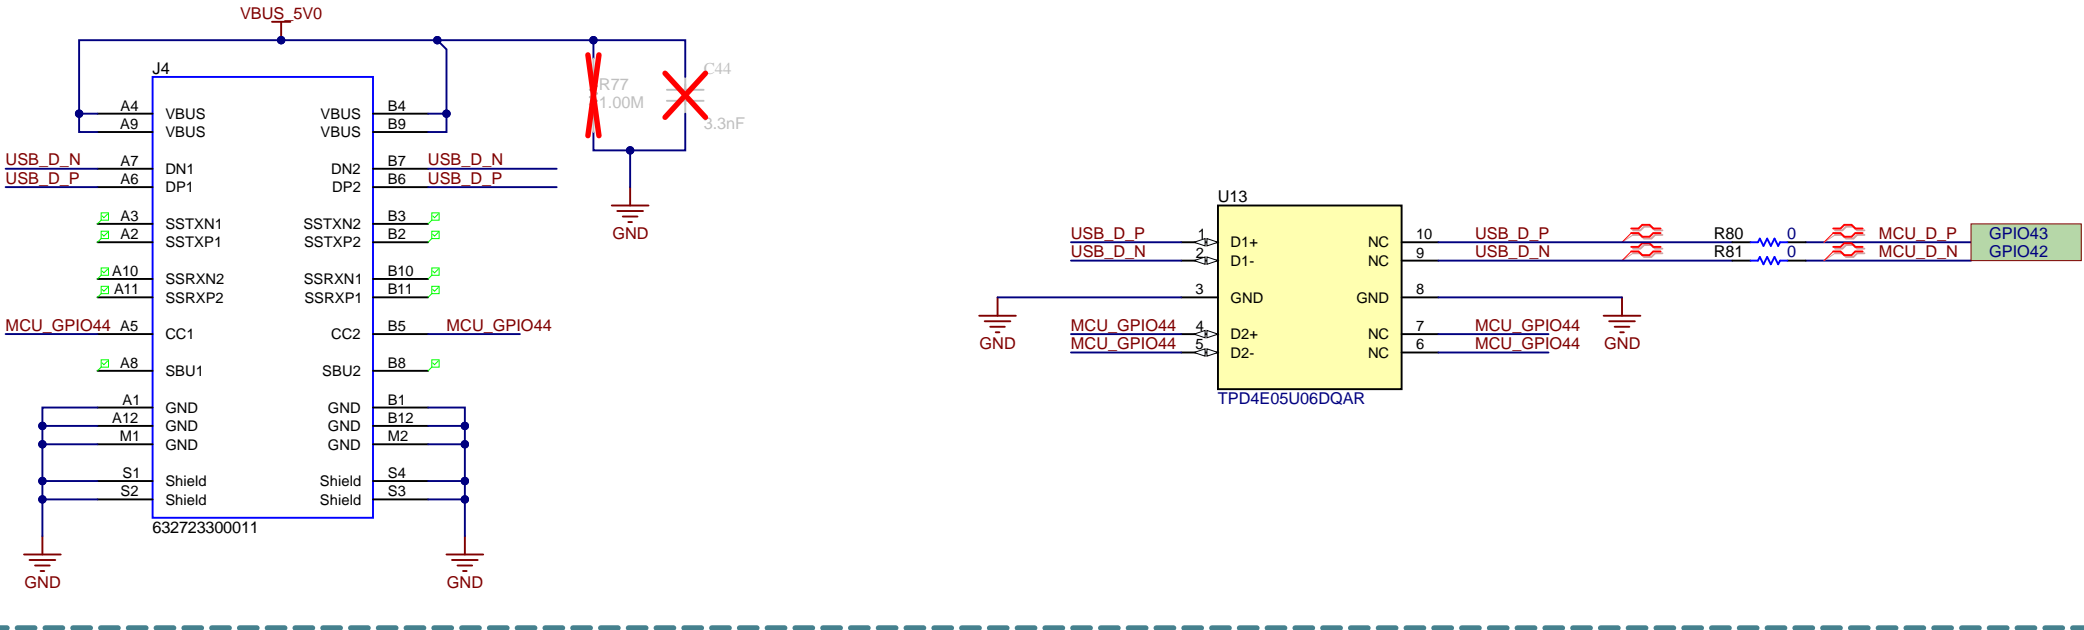 VBUS_5V0
J4
A4 VBUS VBUS B4
A9 VBUS VBUS B9
R77
1.00M
C44
3.3nF
GND
USB_D_N A7 DN1 DN2 B7 USB_D_N
USB_D_P A6 DP1 DP2 B6 USB_D_P
A3 SSTXN1 SSTXN2 B3
A2 SSTXP1 SSTXP2 B2
A10 SSRXN2 SSRXN1 B10
A11 SSRXP2 SSRXP1 B11
MCU_GPIO44 A5 CC1 CC2 B5 MCU_GPIO44
A8 SBU1 SBU2 B8
A1 GND GND B1
A12 GND GND B12
M1 GND GND M2
S1 Shield Shield S4
S2 Shield Shield S3
632723300011
GND GND
U13
USB_D_P 1 D1+ NC 10 USB_D_P R80 0 MCU_D_P GPIO43
USB_D_N 2 D1- NC 9 USB_D_N R81 0 MCU_D_N GPIO42
3 GND GND 8
GND GND
MCU_GPIO44 4 D2+ NC 7 MCU_GPIO44
MCU_GPIO44 5 D2- NC 6 MCU_GPIO44
TPD4E05U06DQAR